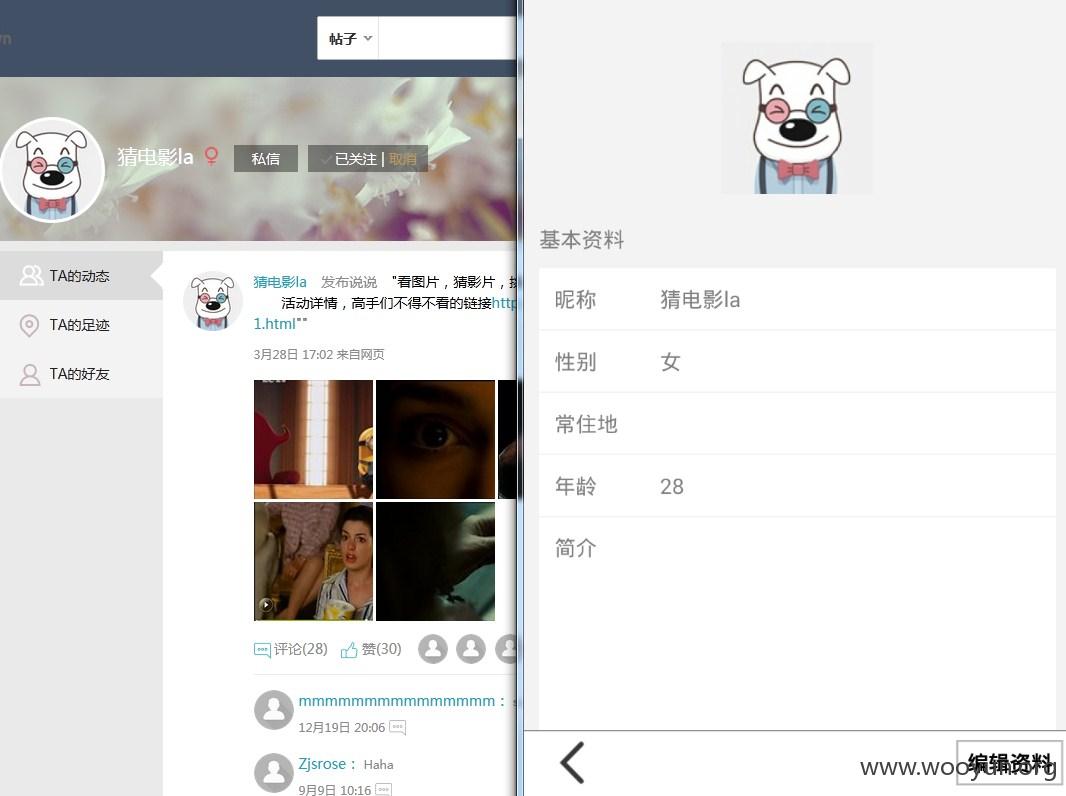 帖子
猜电影la
私信
已关注 | 取消
TA的动态
TA的足迹
TA的好友
猜电影la 发布说说 "看图片，猜影片，
活动详情，高手们不得不看的链接http
1.html""
3月28日 17:02 来自网页
评论(28) 赞(30)
mmmmmmmmmmmmmmm：
12月19日 20:06
Zjsrose： Haha
9月9日 10:16
基本资料
昵称 猜电影la
性别 女
常住地
年龄 28
简介
编辑资料
www.wooyun.org